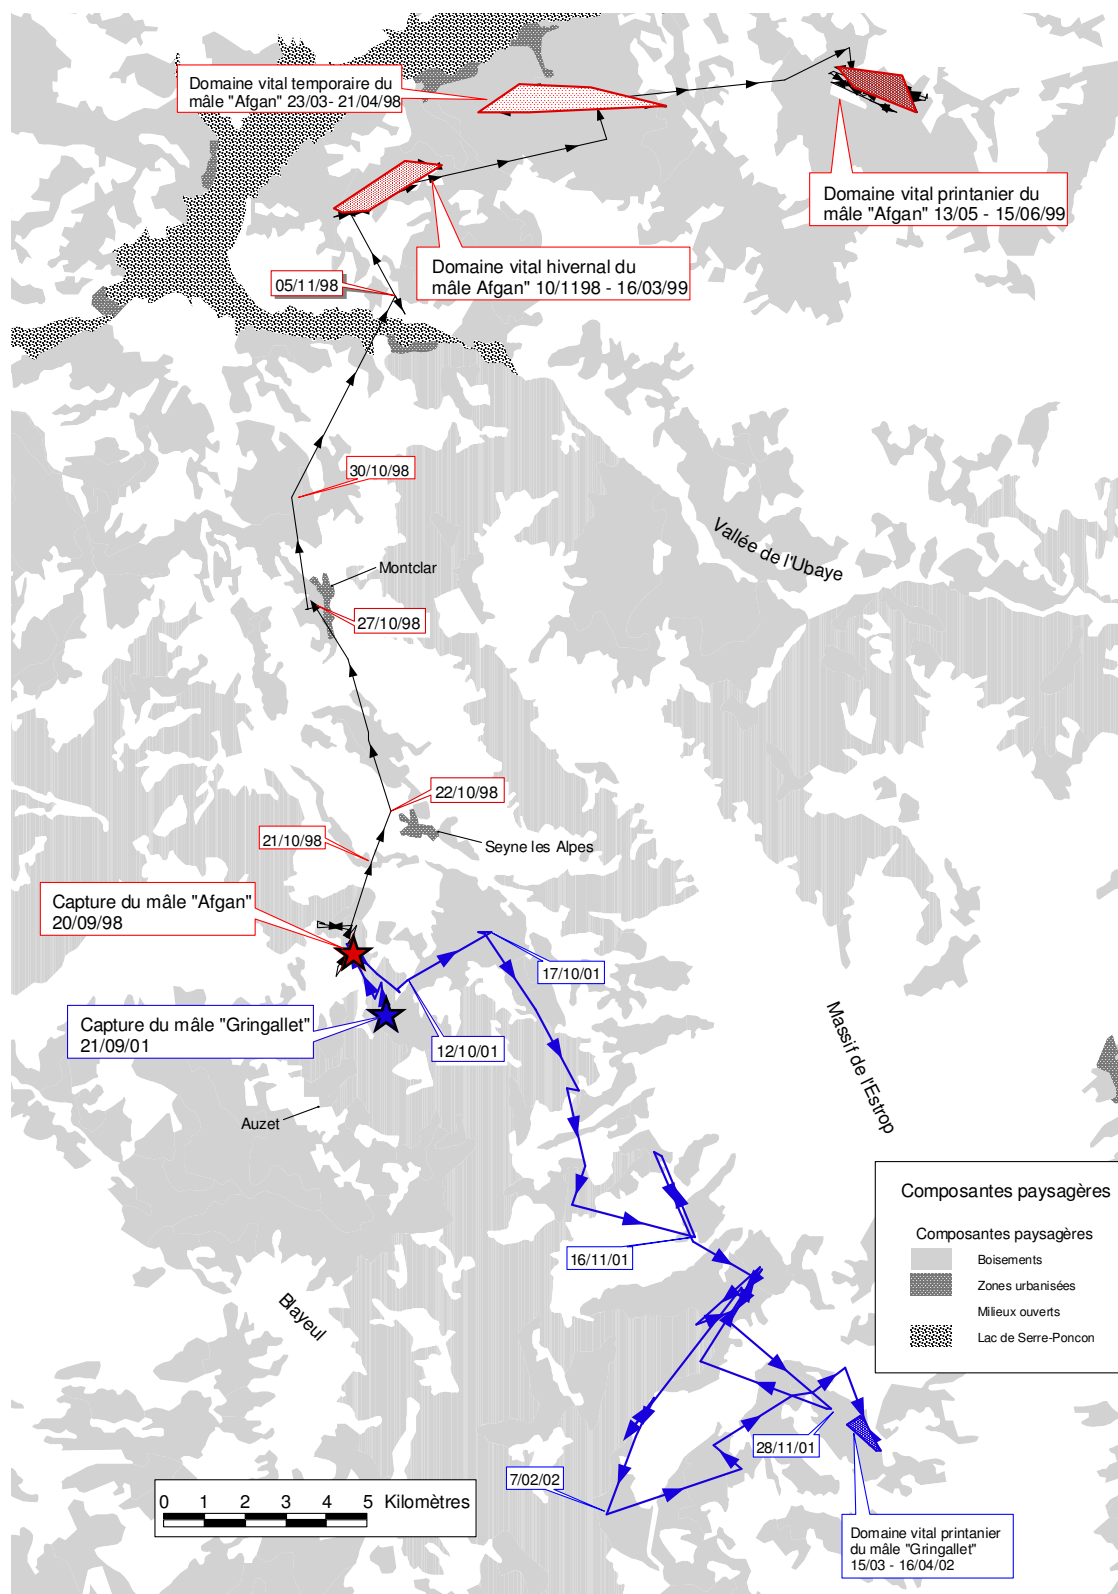 Domaine vital temporaire du
mâle "Afgan" 23/03- 21/04/98
Domaine vital printanier du
mâle "Afgan" 13/05 - 15/06/99
Domaine vital hivernal du
mâle Afgan" 10/1198 - 16/03/99
05/11/98
30/10/98
Vallée de l'Ubaye
Montclar
27/10/98
22/10/98
21/10/98
Seyne les Alpes
Capture du mâle "Afgan"
20/09/98
17/10/01
Capture du mâle "Gringallet"
21/09/01
12/10/01
Massif de l'Estrop
Auzet
Composantes paysagères
Composantes paysagères
Boisements
Zones urbanisées
Milieux ouverts
Lac de Serre-Poncon
16/11/01
Blayeul
28/11/01
7/02/02
0 1 2 3 4 5 Kilomètres
Domaine vital printanier
du mâle "Gringallet"
15/03 - 16/04/02